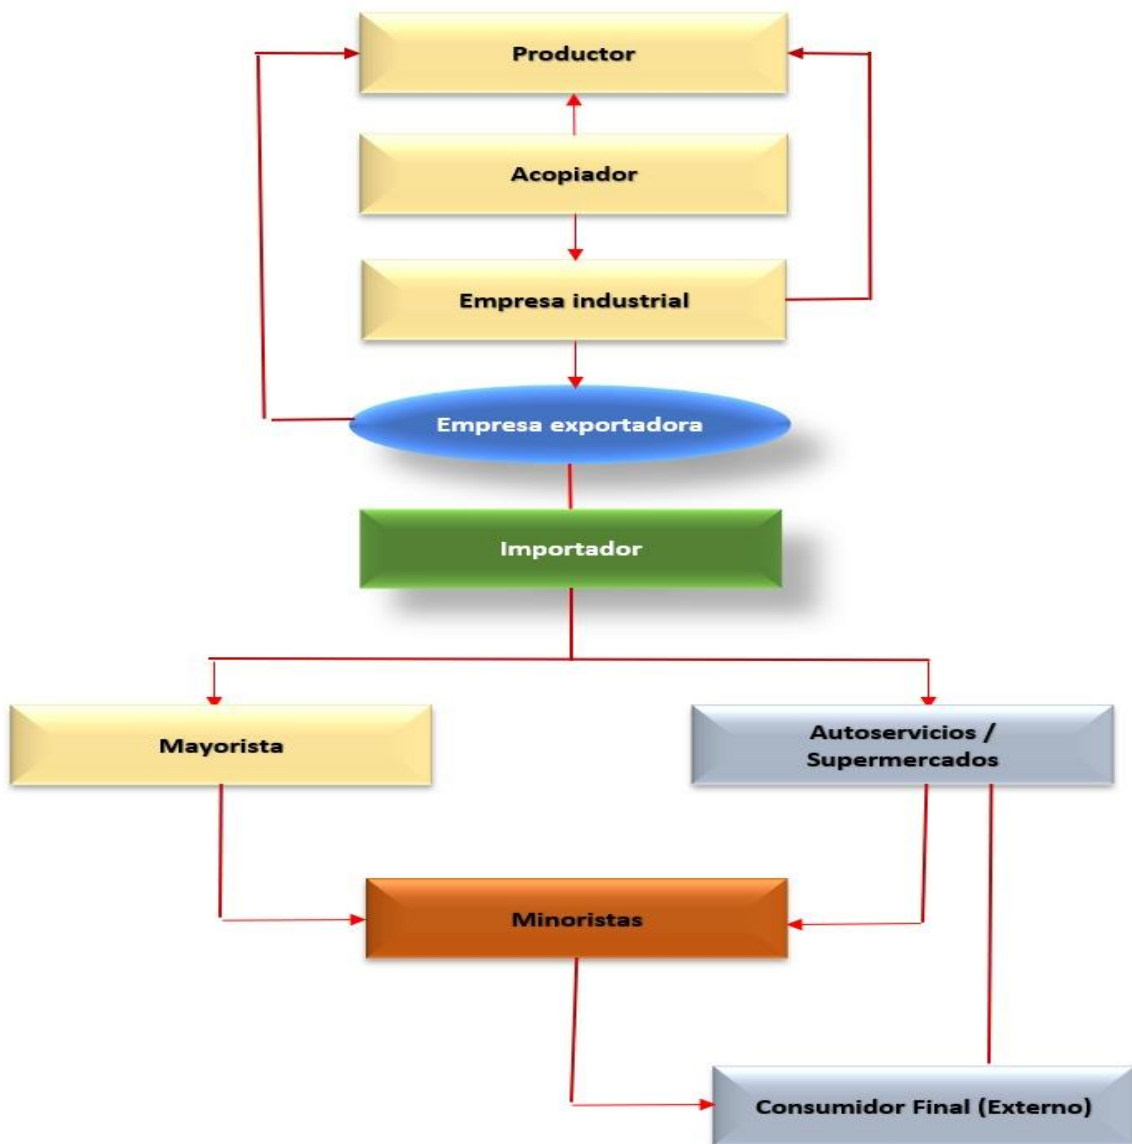 Productor
Acopiador
Empresa industrial
Empresa exportadora
Importador
Mayorista
Autoservicios /
Supermercados
Minoristas
Consumidor Final (Externo)